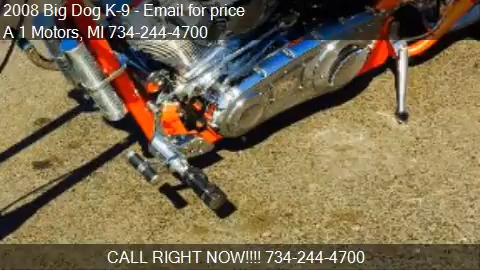 2008 Big Dog K-9 - Email for price
A 1 Motors, MI 734-244-4700
CALL RIGHT NOW!!!! 734-244-4700